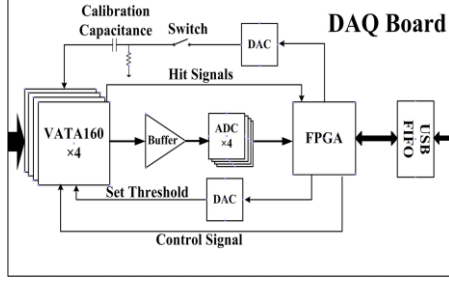 DAQ Board
Calibration
Capacitance
Switch
DAC
Hit Signals
VATA160
×4
Buffer
ADC
×4
FPGA
USB
FIFO
Set Threshold
DAC
Control Signal